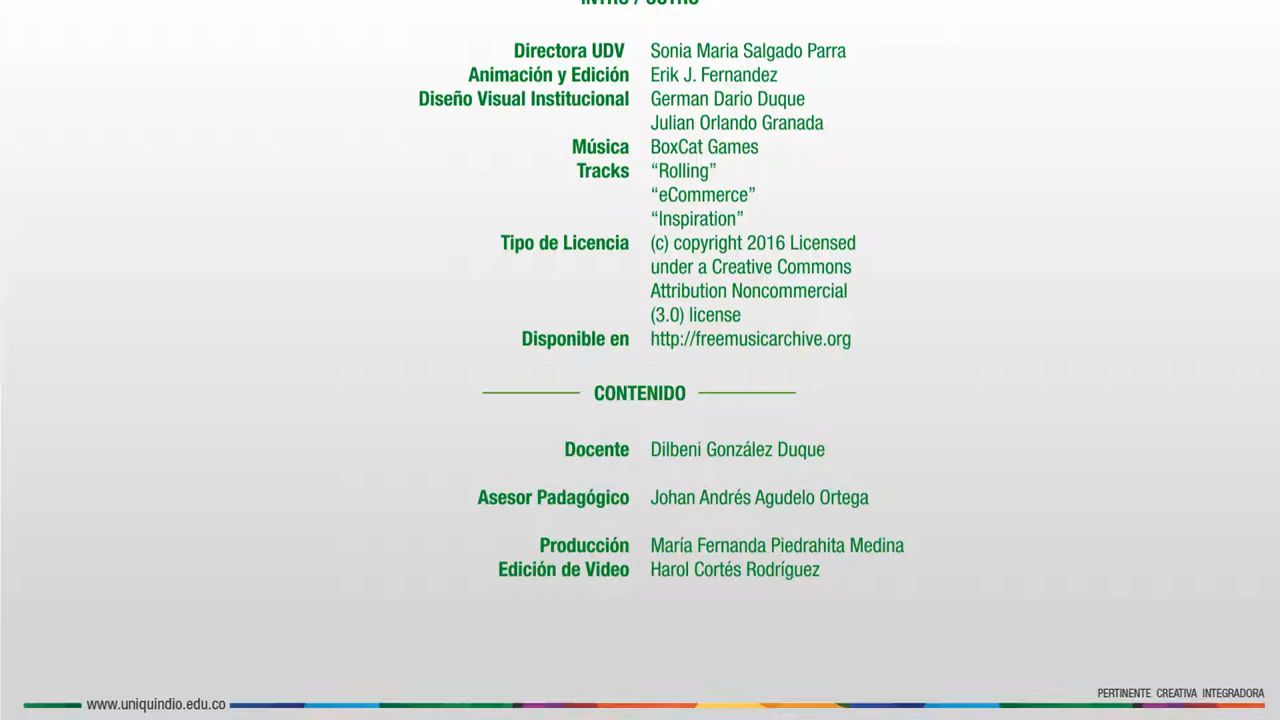 INTRO / OUTRO
Directora UDV Sonia Maria Salgado Parra
Animación y Edición Erik J. Fernandez
Diseño Visual Institucional German Dario Duque
Julian Orlando Granada
Música BoxCat Games
Tracks “Rolling”
“eCommerce”
“Inspiration”
Tipo de Licencia (c) copyright 2016 Licensed
under a Creative Commons
Attribution Noncommercial
(3.0) license
Disponible en http://freemusicarchive.org
CONTENIDO
Docente Dilbeni González Duque
Asesor Padagógico Johan Andrés Agudelo Ortega
Producción María Fernanda Piedrahita Medina
Edición de Video Harol Cortés Rodríguez
PERTINENTE CREATIVA INTEGRADORA
www.uniquindio.edu.co